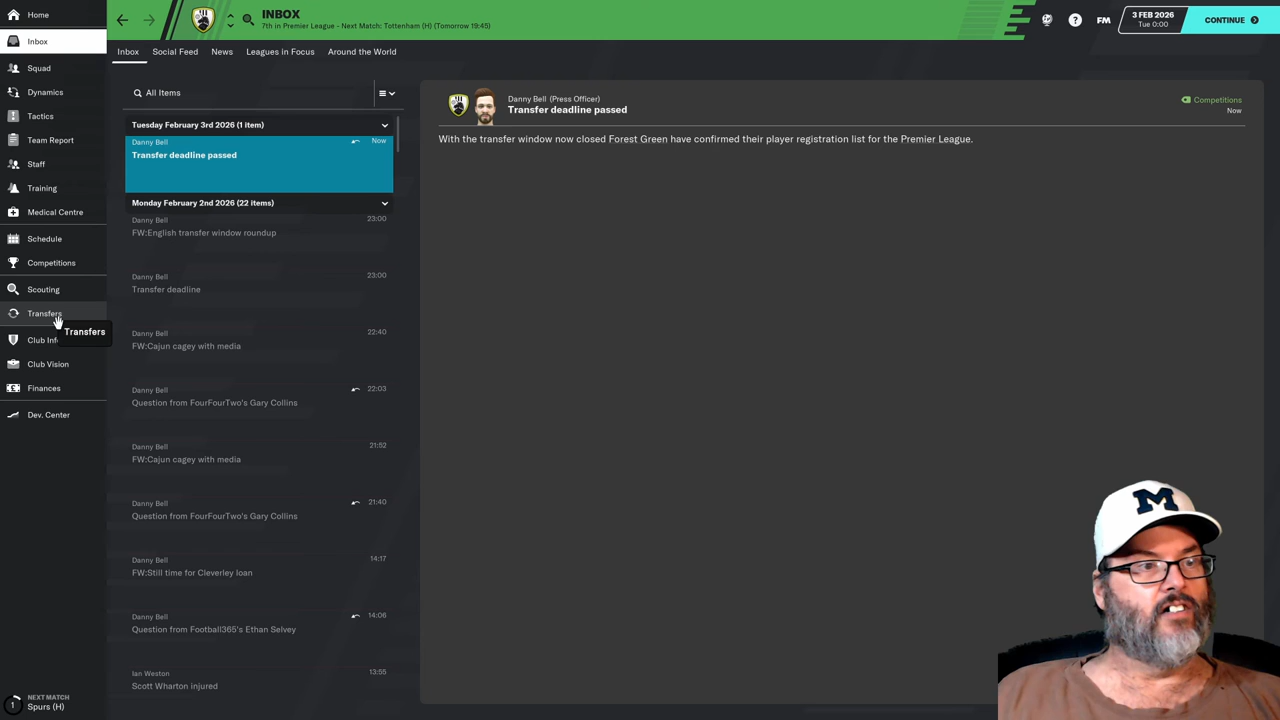 Home
Inbox
Squad
Dynamics
Tactics
Team Report
Staff
Training
Medical Centre
Schedule
Competitions
Scouting
Transfers
Transfers
Club Inf
Club Vision
Finances
Dev. Center
1
NEXT MATCH
Spurs (H)
INBOX
7th in Premier League - Next Match: Tottenham (H) (Tomorrow 19:45)
FM
3 FEB 2026
Tue 0:00
CONTINUE
Inbox
Social Feed
News
Leagues in Focus
Around the World
All Items
Tuesday February 3rd 2026 (1 item)
Danny Bell
Now
Transfer deadline passed
Monday February 2nd 2026 (22 items)
Danny Bell
23:00
FW:English transfer window roundup
Danny Bell
23:00
Transfer deadline
Danny Bell
22:40
FW:Cajun cagey with media
Danny Bell
22:03
Question from FourFourTwo's Gary Collins
Danny Bell
21:52
FW:Cajun cagey with media
Danny Bell
21:40
Question from FourFourTwo's Gary Collins
Danny Bell
14:17
FW:Still time for Cleverley loan
Danny Bell
14:06
Question from Football365's Ethan Selvey
Ian Weston
13:55
Scott Wharton injured
Danny Bell (Press Officer)
Transfer deadline passed
Competitions
Now
With the transfer window now closed Forest Green have confirmed their player registration list for the Premier League.
M